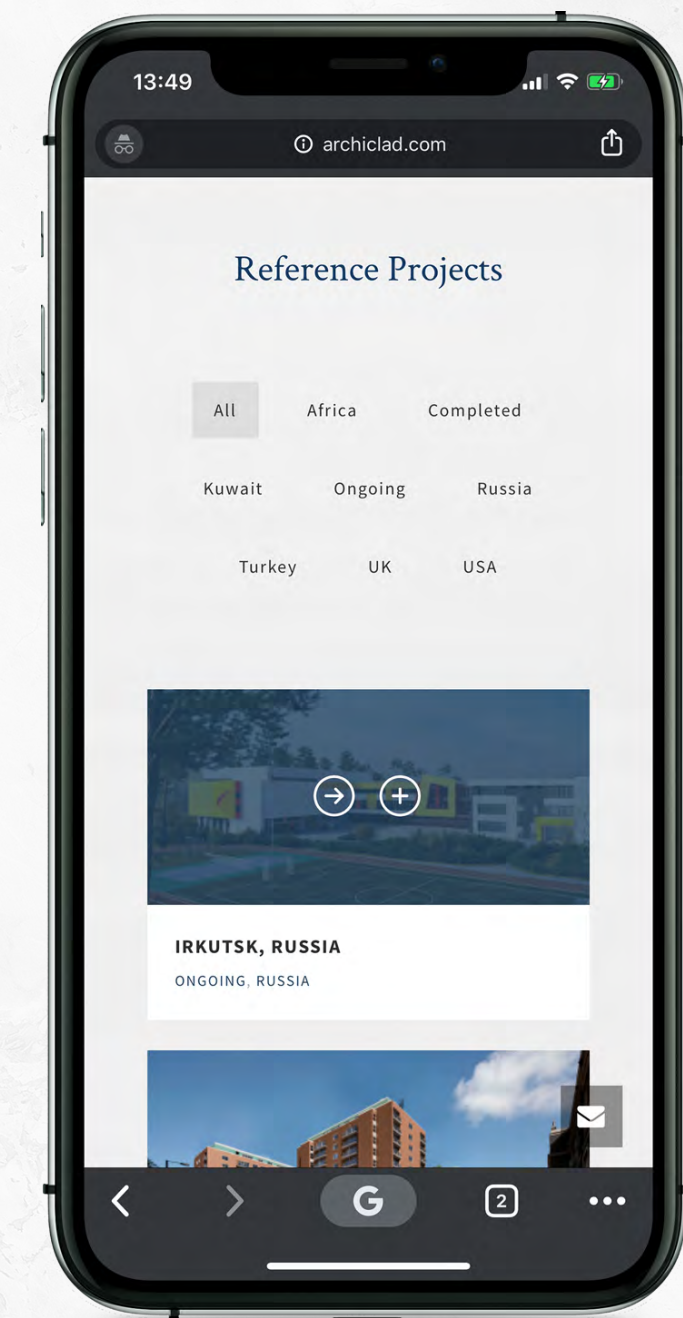 13:49
archiclad.com
Reference Projects
All Africa Completed
Kuwait Ongoing Russia
Turkey UK USA
IRKUTSK, RUSSIA
ONGOING, RUSSIA
G 2